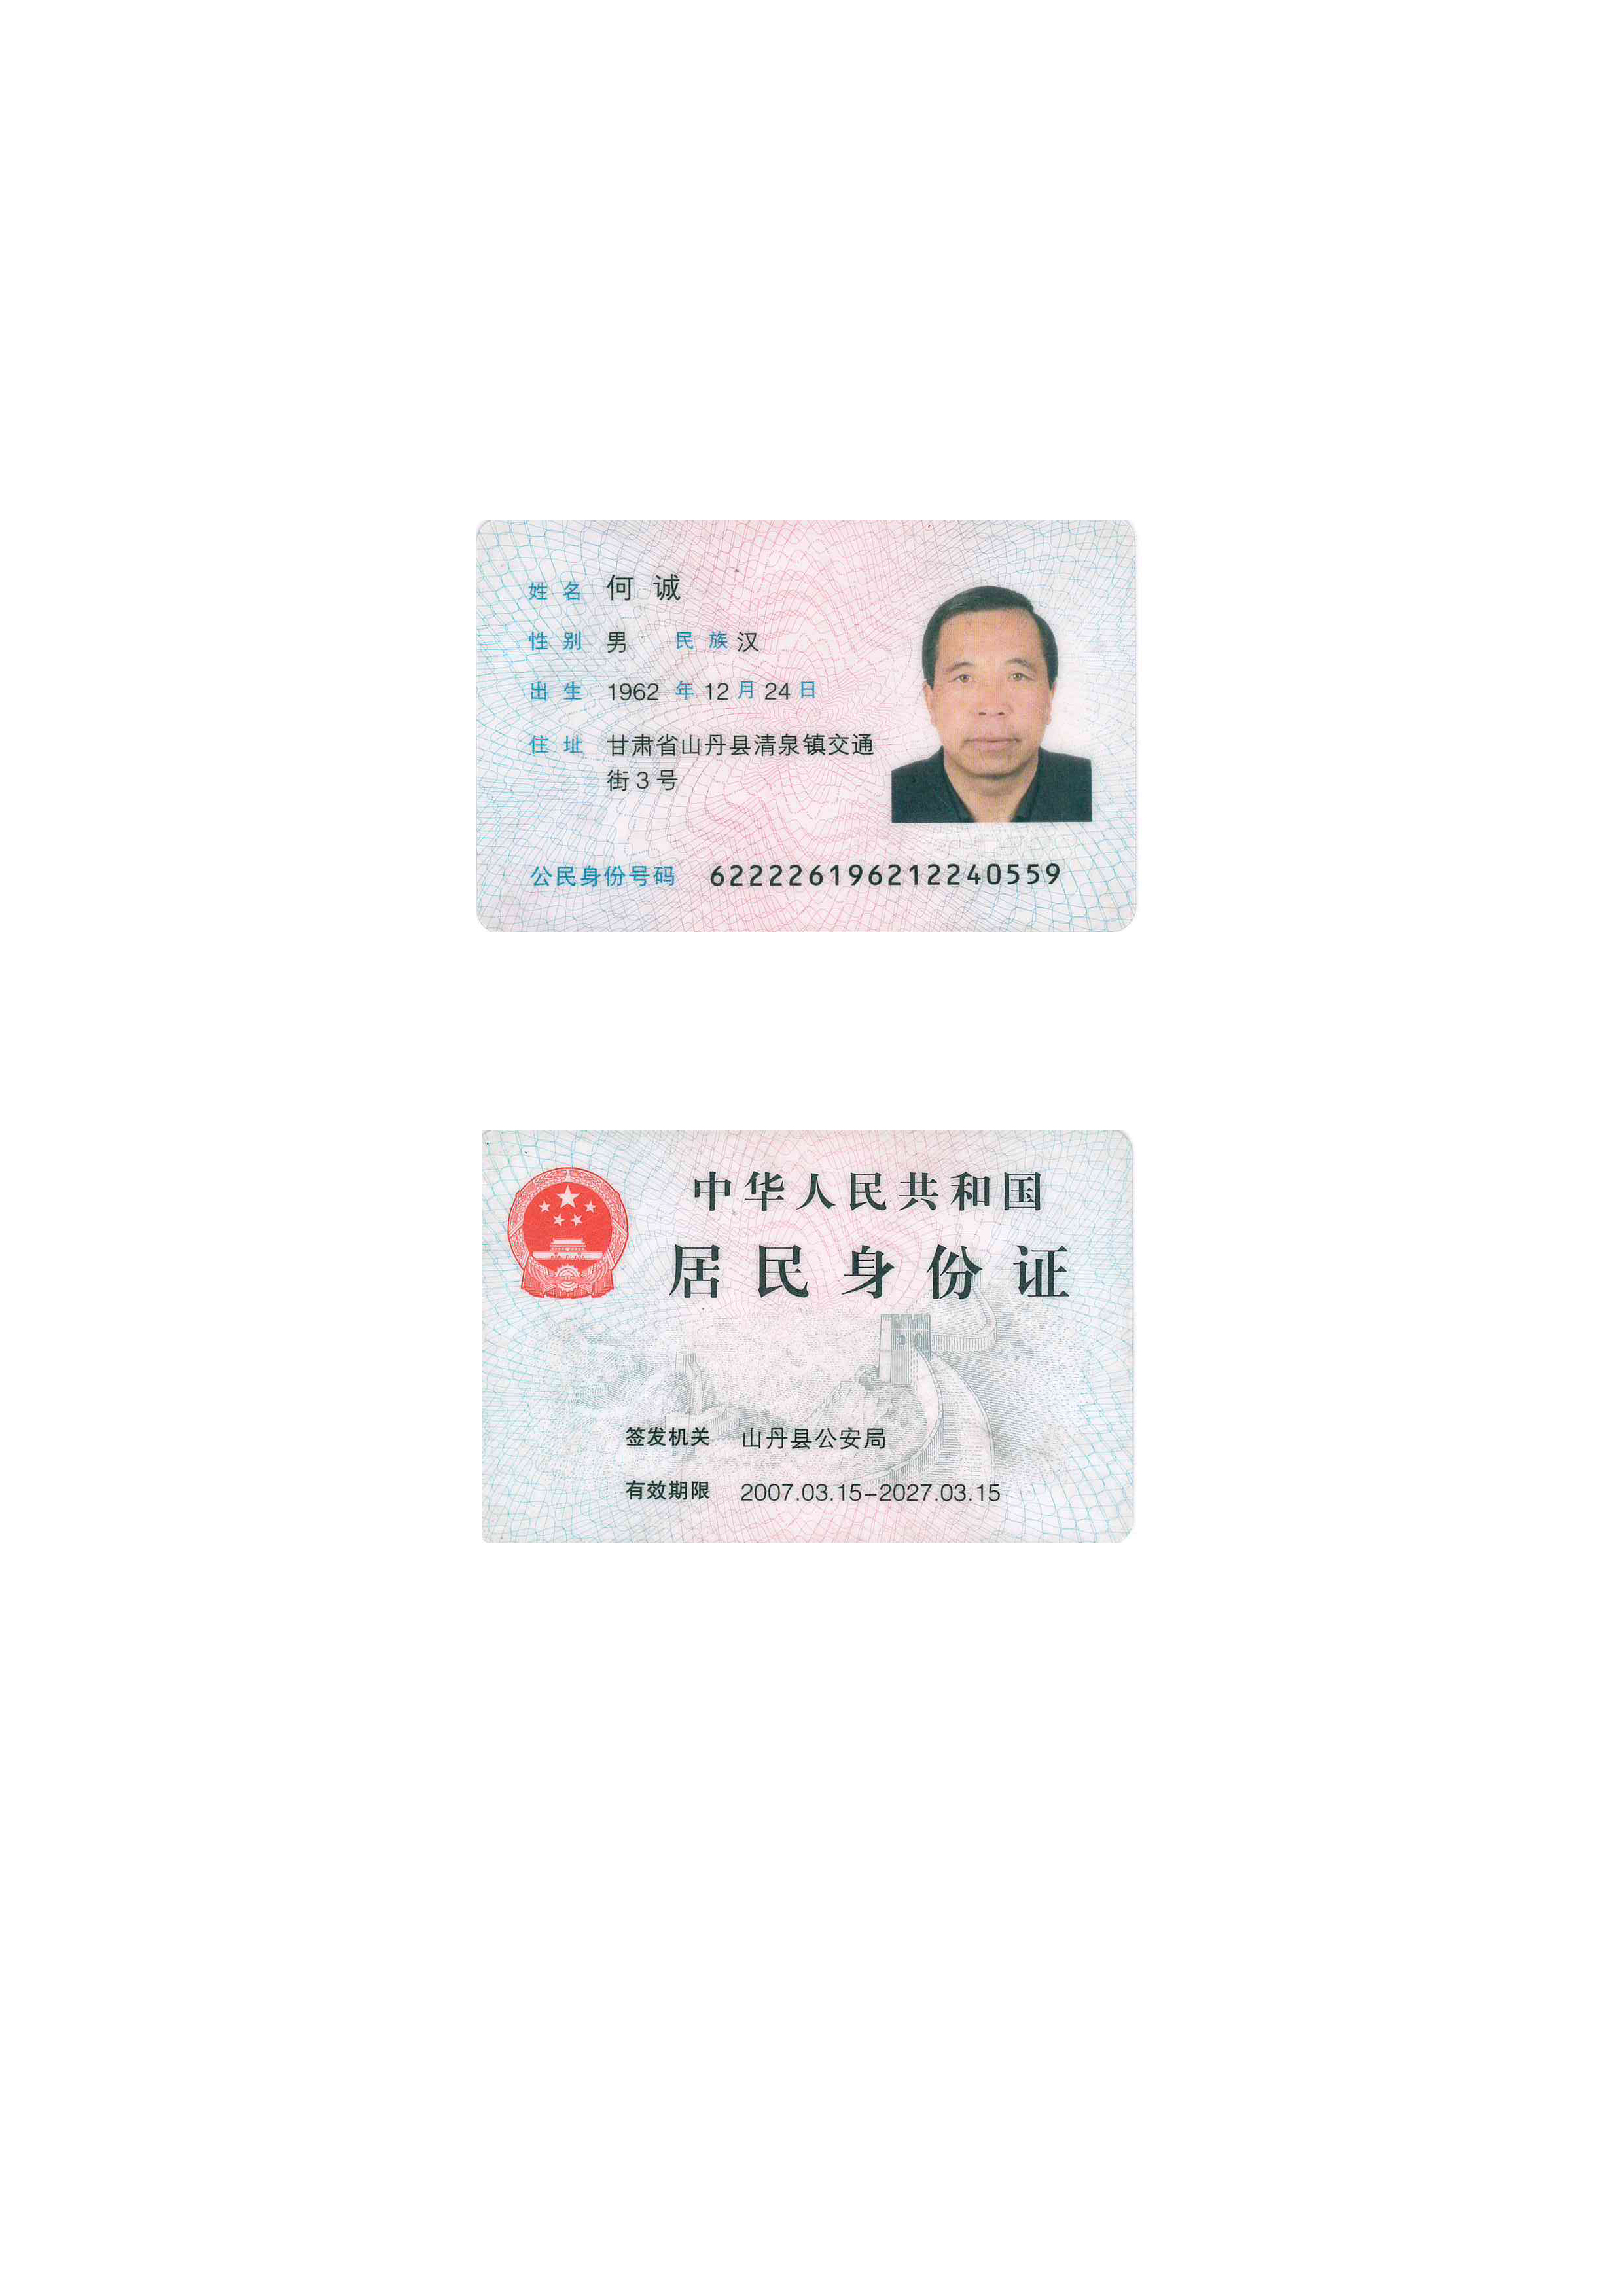 姓名 何诚
性别 男 民族 汉
出生 1962 年 12 月 24 日
住址 甘肃省山丹县清泉镇交通
街 3 号
公民身份号码 622226196212240559
中华人民共和国
居民身份证
签发机关 山丹县公安局
有效期限 2007.03.15-2027.03.15